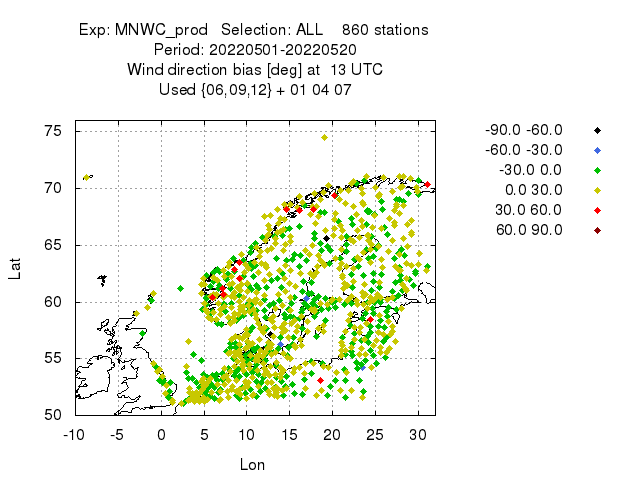 Exp: MNWC_prod   Selection: ALL    860 stations
Period: 20220501-20220520
Wind direction bias [deg] at  13 UTC
Used {06,09,12} + 01 04 07
-90.0 -60.0
-60.0 -30.0
-30.0 0.0
0.0 30.0
30.0 60.0
60.0 90.0
75
70
65
60
55
50
Lat
-10 -5 0 5 10 15 20 25 30
Lon